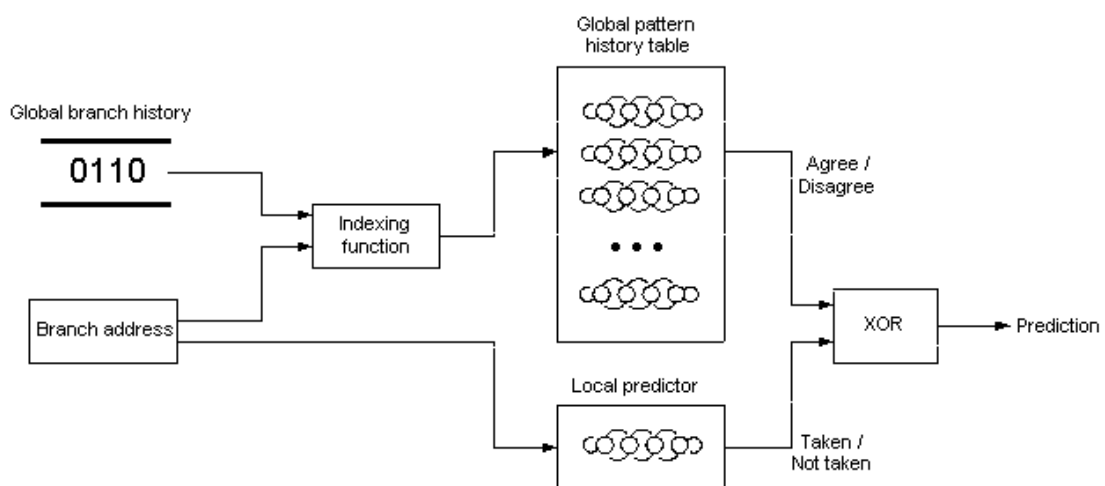 Global pattern
history table
Global branch history
0110
Agree /
Disagree
Indexing
function
Branch address
XOR
Prediction
Local predictor
Taken /
Not taken